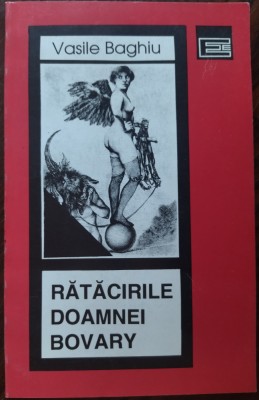 Vasile Baghiu
RĂTĂCIRILE
DOAMNEI
BOVARY